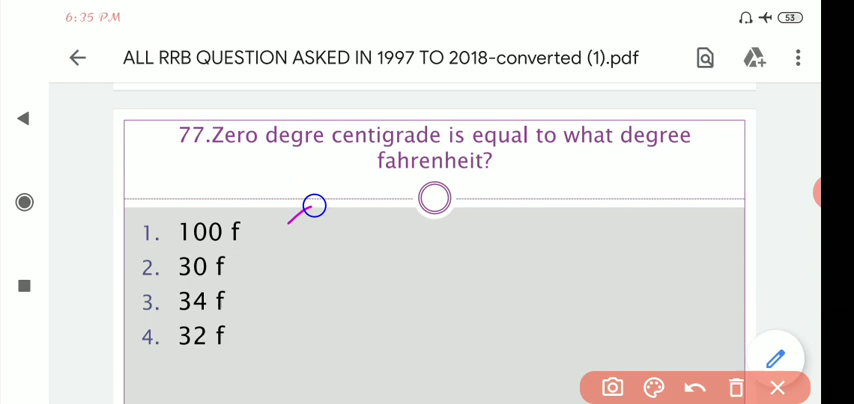 6:35 PM
53
ALL RRB QUESTION ASKED IN 1997 TO 2018-converted (1).pdf
77.Zero degre centigrade is equal to what degree
fahrenheit?
1. 100 f
2. 30 f
3. 34 f
4. 32 f